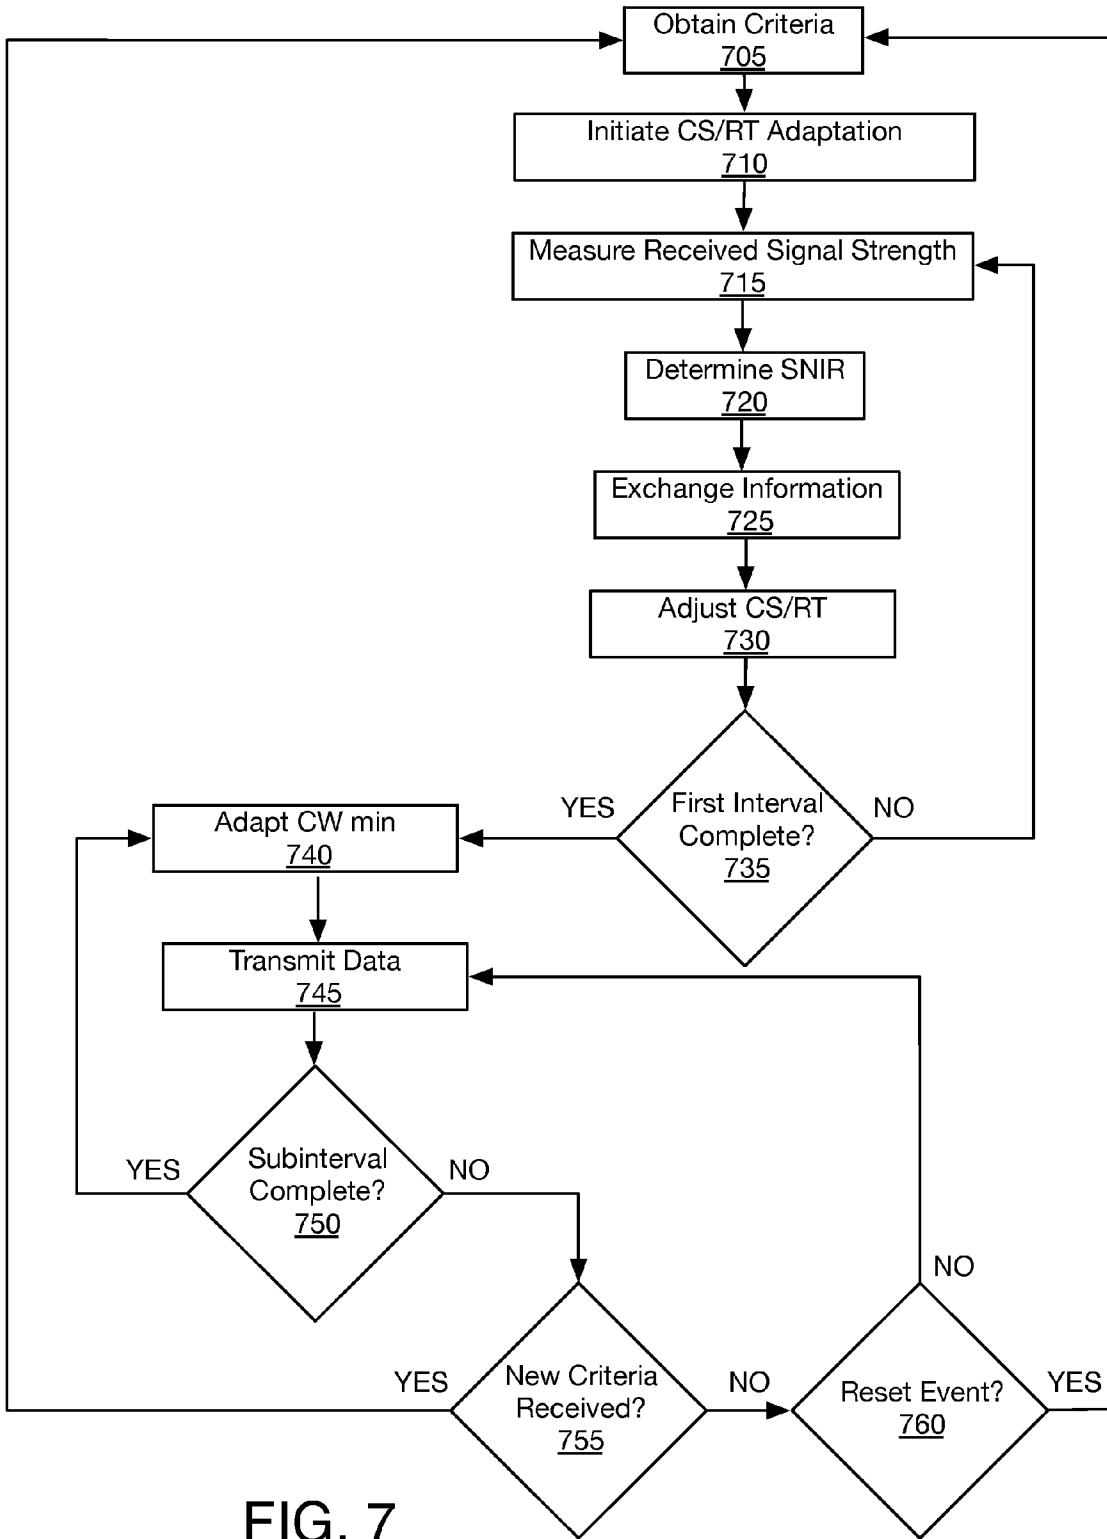 Obtain Criteria
705
Initiate CS/RT Adaptation
710
Measure Received Signal Strength
715
Determine SNIR
720
Exchange Information
725
Adjust CS/RT
730
First Interval
Complete?
735
YES
NO
Adapt CW min
740
Transmit Data
745
Subinterval
Complete?
750
YES
NO
New Criteria
Received?
755
YES
NO
Reset Event?
760
NO
YES
FIG. 7